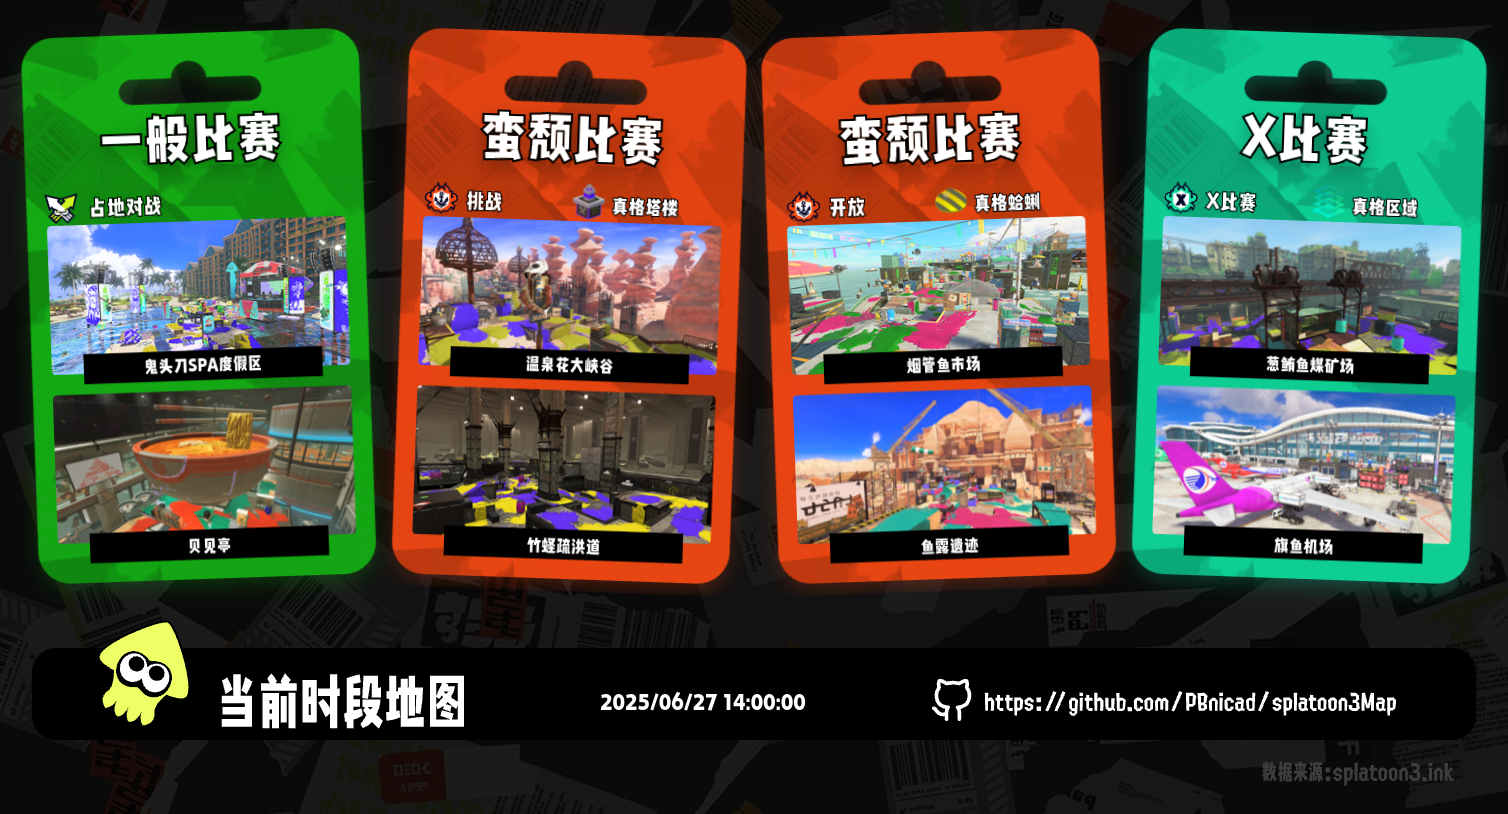 一般比赛
占地对战
鬼头刀SPA度假区
贝见亭
蛮颓比赛
挑战
真格塔楼
温泉花大峡谷
竹蛏疏洪道
蛮颓比赛
开放
真格蛤蜊
烟管鱼市场
鱼露遗迹
X比赛
X比赛
真格区域
葱鲔鱼煤矿场
旗鱼机场
当前时段地图
2025/06/27 14:00:00
https://github.com/PBnicad/splatoon3Map
数据来源:splatoon3.ink